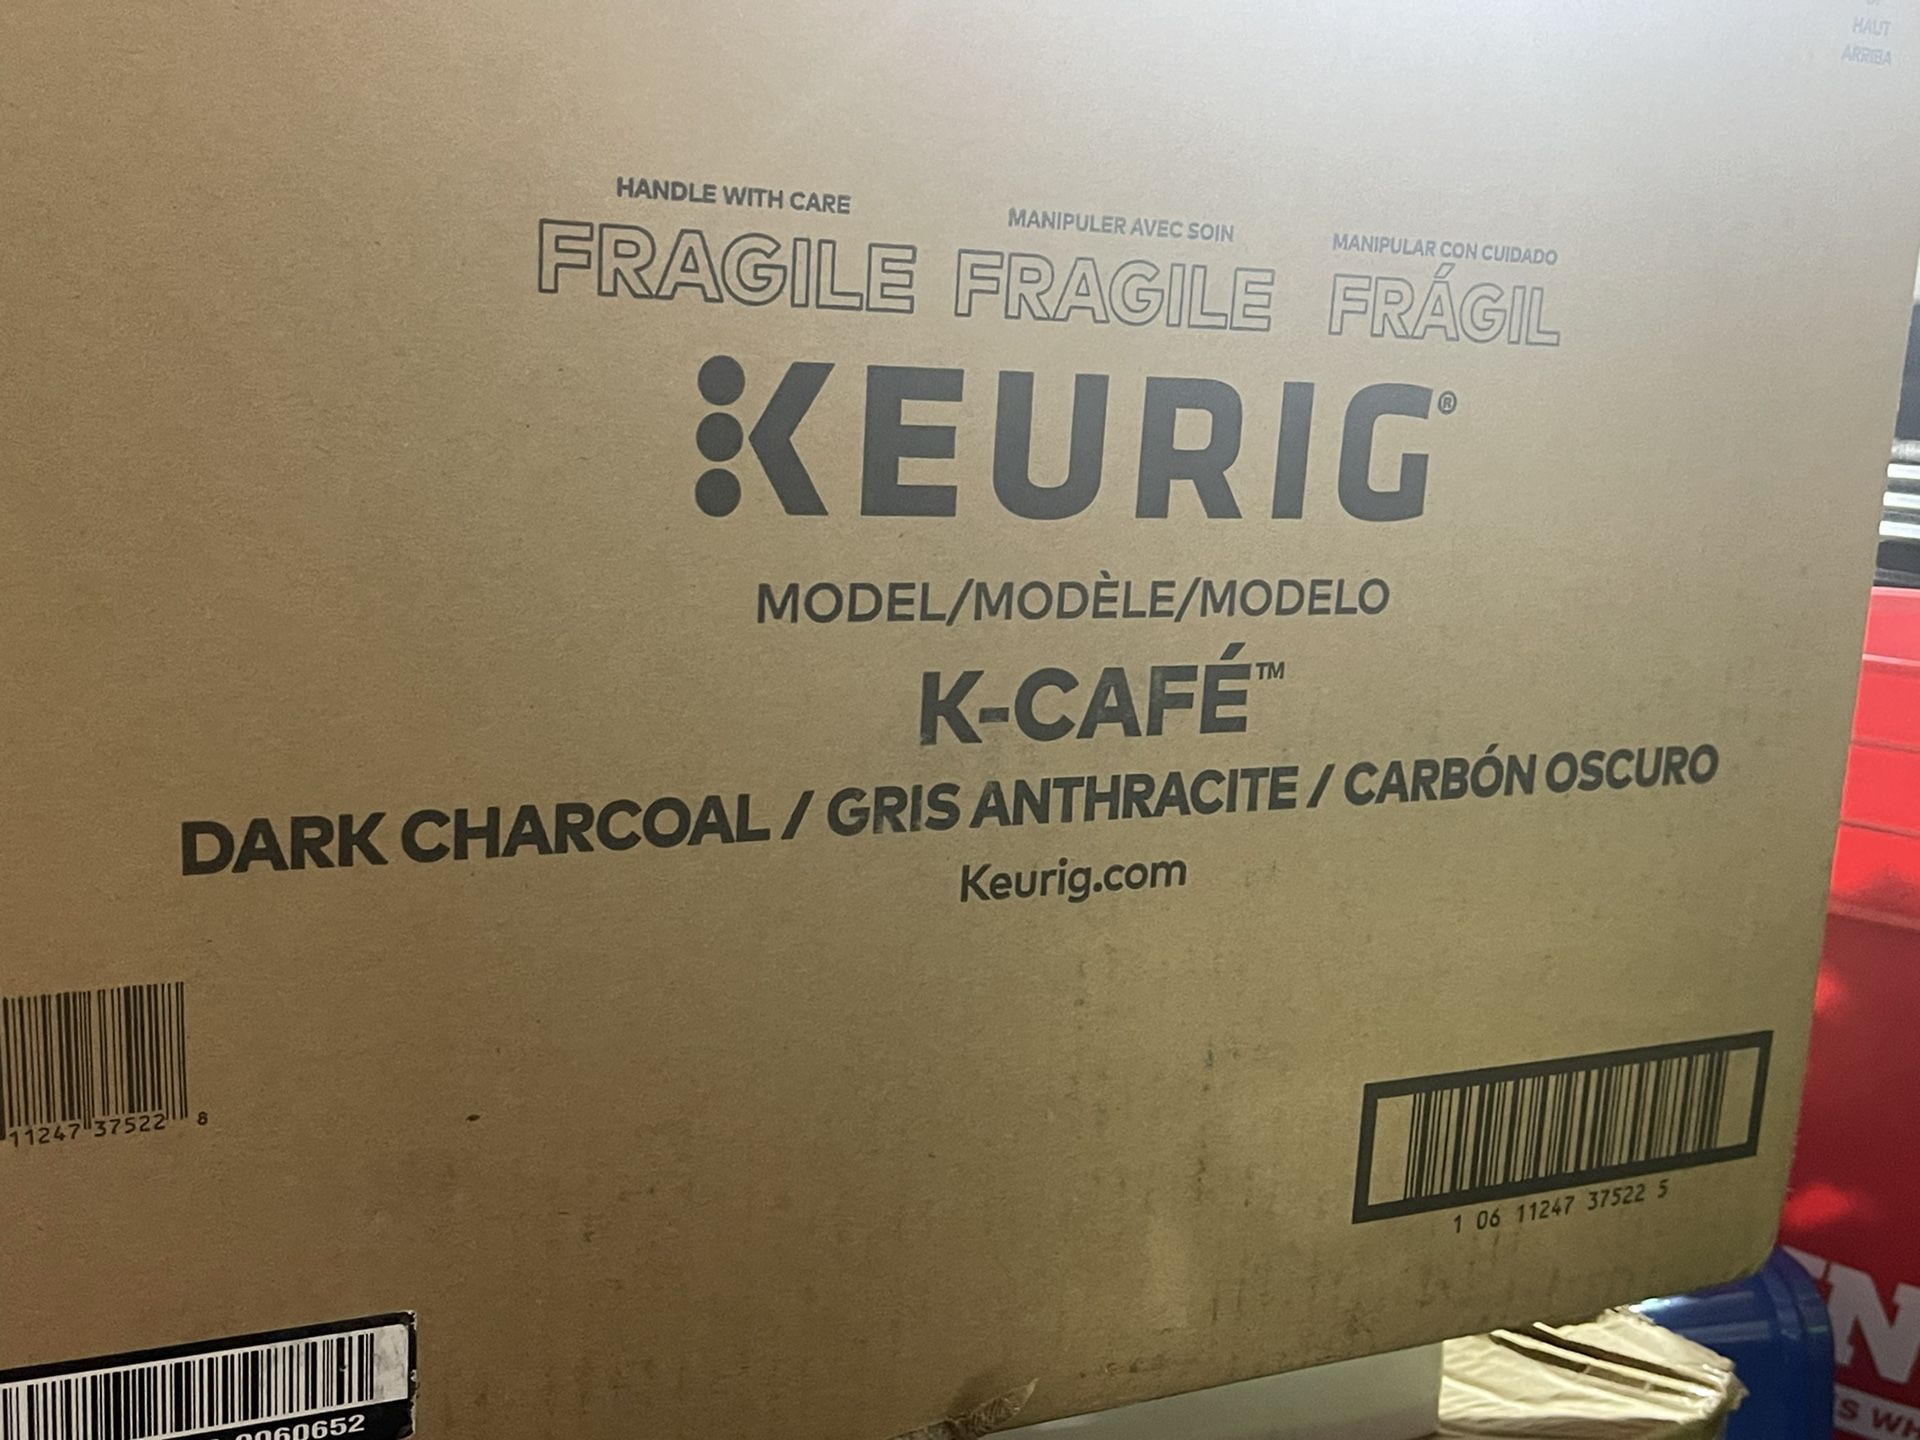 HAUT
ARRIBA
HANDLE WITH CARE
FRAGILE
MANIPULER AVEC SOIN
FRAGILE
MANIPULAR CON CUIDADO
FRÁGIL
KEURIG®
MODEL/MODÈLE/MODELO
K-CAFÉ™
DARK CHARCOAL / GRIS ANTHRACITE / CARBÓN OSCURO
Keurig.com
11247 37522 8
1 06 11247 37522 5
0060652